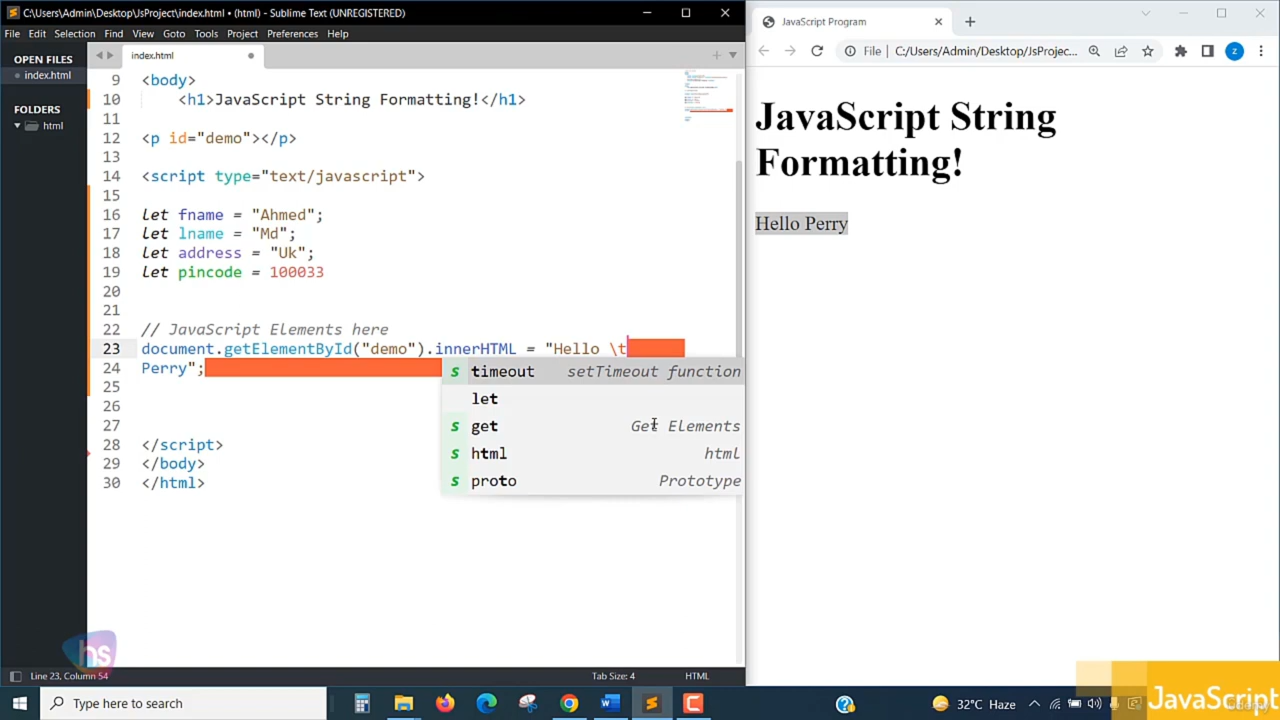 C:\Users\Admin\Desktop\JsProject\index.html • (html) - Sublime Text (UNREGISTERED)
File Edit Selection Find View Goto Tools Project Preferences Help
OPEN FILES
index.html
FOLDERS
html
index.html
9 <body>
10 <h1>Javascript String Formatting!</h1>
11
12 <p id="demo"></p>
13
14 <script type="text/javascript">
15
16 let fname = "Ahmed";
17 let lname = "Md";
18 let address = "Uk";
19 let pincode = 100033
20
21
22 // JavaScript Elements here
23 document.getElementById("demo").innerHTML = "Hello \t
24 Perry";
25
26
27
28 </script>
29 </body>
30 </html>
s timeout setTimeout function
let
s get Get Elements
s html html
s proto Prototype
Line 23, Column 54 Tab Size: 4 HTML
JavaScript Program
File C:/Users/Admin/Desktop/JsProjec...
z
JavaScript String
Formatting!
Hello Perry
hs
Type here to search
32°C Haze
JavaScript